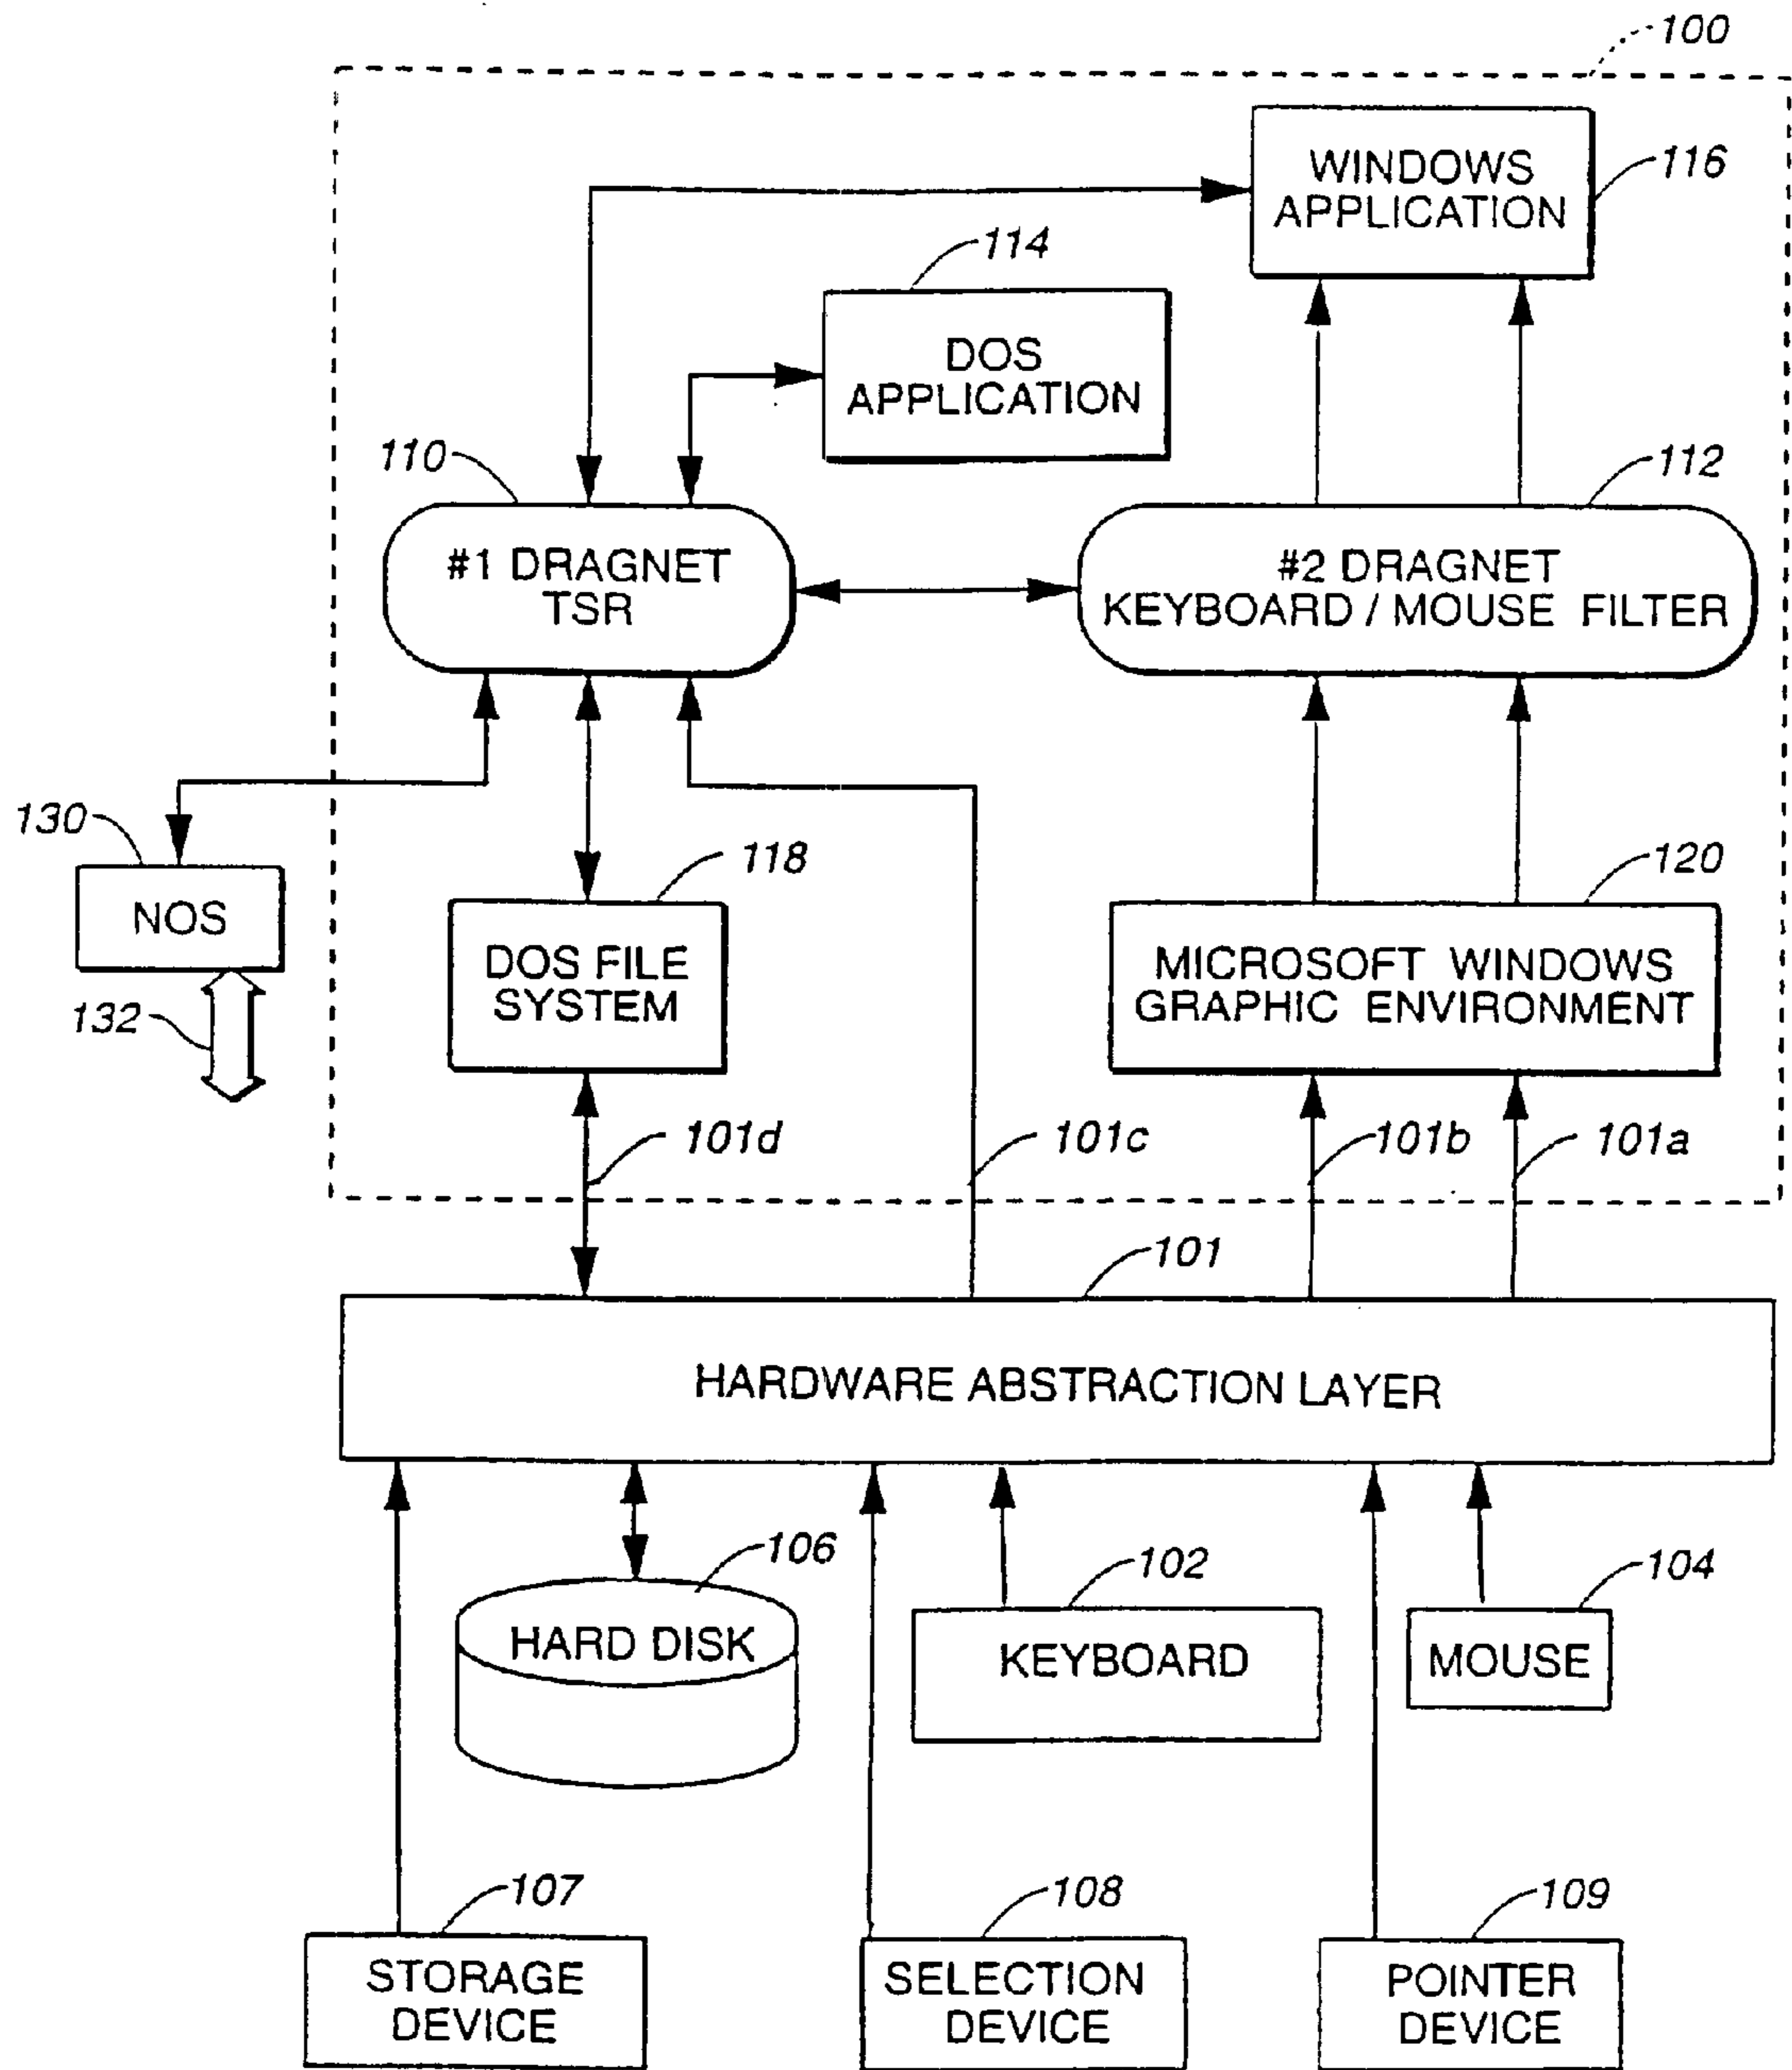 100
WINDOWS
APPLICATION
116
114
DOS
APPLICATION
110
112
#1 DRAGNET
TSR
#2 DRAGNET
KEYBOARD / MOUSE FILTER
130
NOS
132
118
DOS FILE
SYSTEM
120
MICROSOFT WINDOWS
GRAPHIC ENVIRONMENT
101d
101c
101b
101a
101
HARDWARE ABSTRACTION LAYER
106
HARD DISK
102
KEYBOARD
104
MOUSE
107
STORAGE
DEVICE
108
SELECTION
DEVICE
109
POINTER
DEVICE